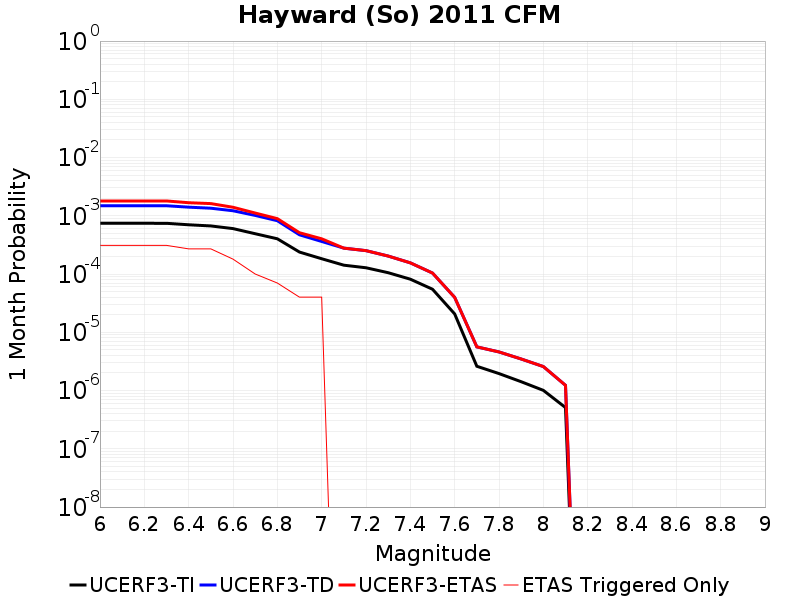 Hayward (So) 2011 CFM
1 Month Probability
10^0
10^-1
10^-2
10^-3
10^-4
10^-5
10^-6
10^-7
10^-8
6 6.2 6.4 6.6 6.8 7 7.2 7.4 7.6 7.8 8 8.2 8.4 8.6 8.8 9
Magnitude
UCERF3-TI UCERF3-TD UCERF3-ETAS ETAS Triggered Only